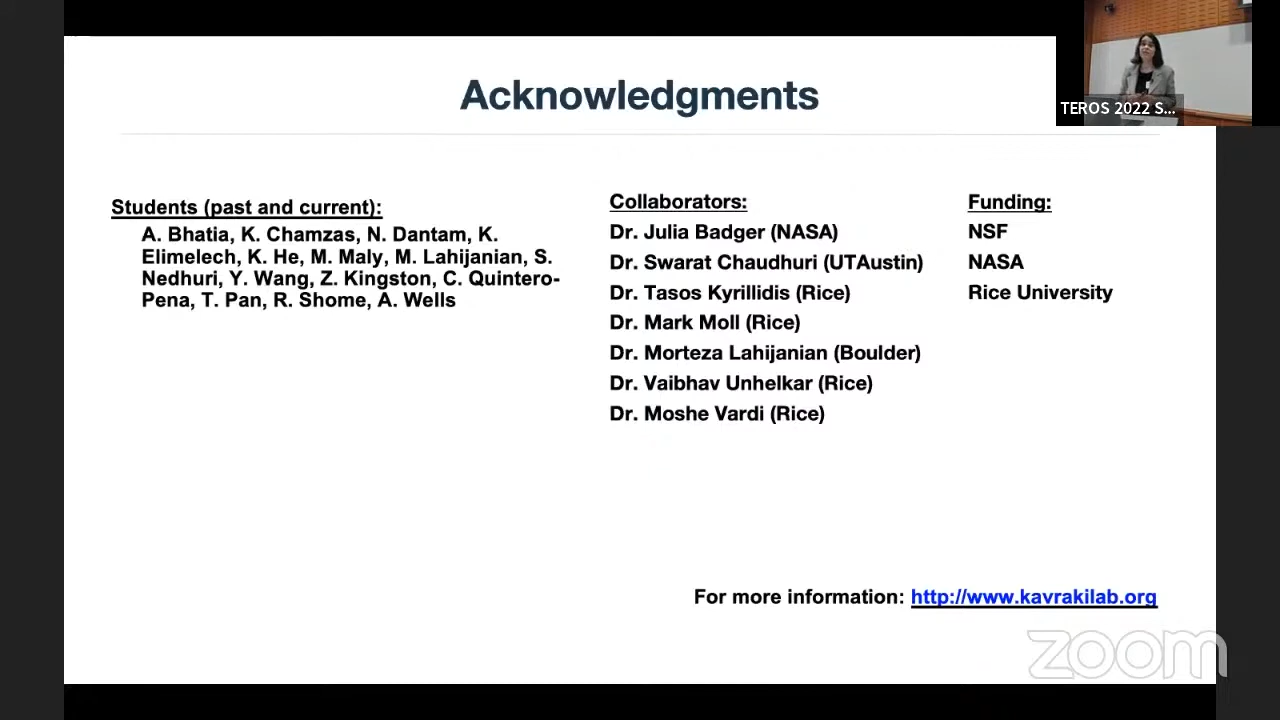 Acknowledgments
TEROS 2022 S...
Students (past and current):
A. Bhatia, K. Chamzas, N. Dantam, K.
Elimelech, K. He, M. Maly, M. Lahijanian, S.
Nedhuri, Y. Wang, Z. Kingston, C. Quintero-
Pena, T. Pan, R. Shome, A. Wells
Collaborators:
Dr. Julia Badger (NASA)
Dr. Swarat Chaudhuri (UTAustin)
Dr. Tasos Kyrillidis (Rice)
Dr. Mark Moll (Rice)
Dr. Morteza Lahijanian (Boulder)
Dr. Vaibhav Unhelkar (Rice)
Dr. Moshe Vardi (Rice)
Funding:
NSF
NASA
Rice University
For more information: http://www.kavrakilab.org
zoom